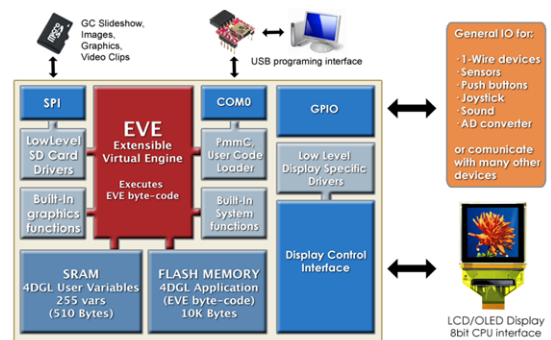 GC Slideshow,
Images,
Graphics,
Video Clips
USB programing interface
General IO for:
· 1-Wire devices
· Sensors
· Push buttons
· Joystick
· Sound
· AD converter
or comunicate
with many other
devices
SPI
EVE
Extensible
Virtual Engine
Executes
EVE byte-code
COM0
GPIO
LowLevel
SD Card
Drivers
PmmC,
User Code
Loader
Low Level
Display Specific
Drivers
Built-In
graphics
functions
Built-In
System
functions
Display Control
Interface
SRAM
4DGL User Variables
255 vars
(510 Bytes)
FLASH MEMORY
4DGL Application
(EVE byte-code)
10K Bytes
LCD/OLED Display
8bit CPU interface